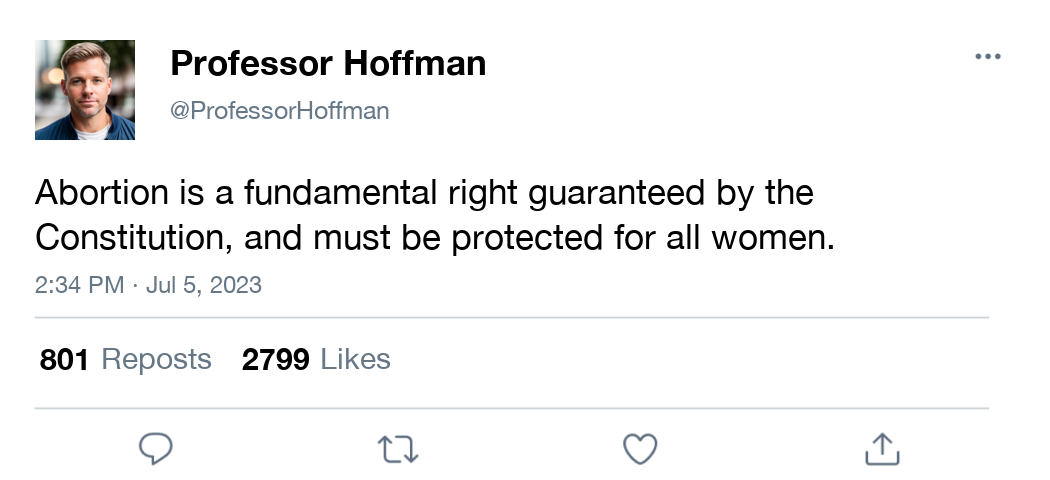 Professor Hoffman
@ProfessorHoffman
Abortion is a fundamental right guaranteed by the
Constitution, and must be protected for all women.
2:34 PM · Jul 5, 2023
801 Reposts 2799 Likes